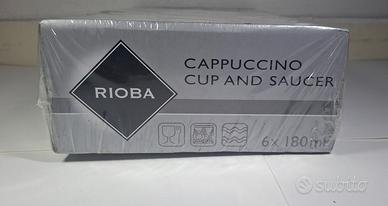 RIOBA
CAPPUCCINO
CUP AND SAUCER
6x 180ml
subito